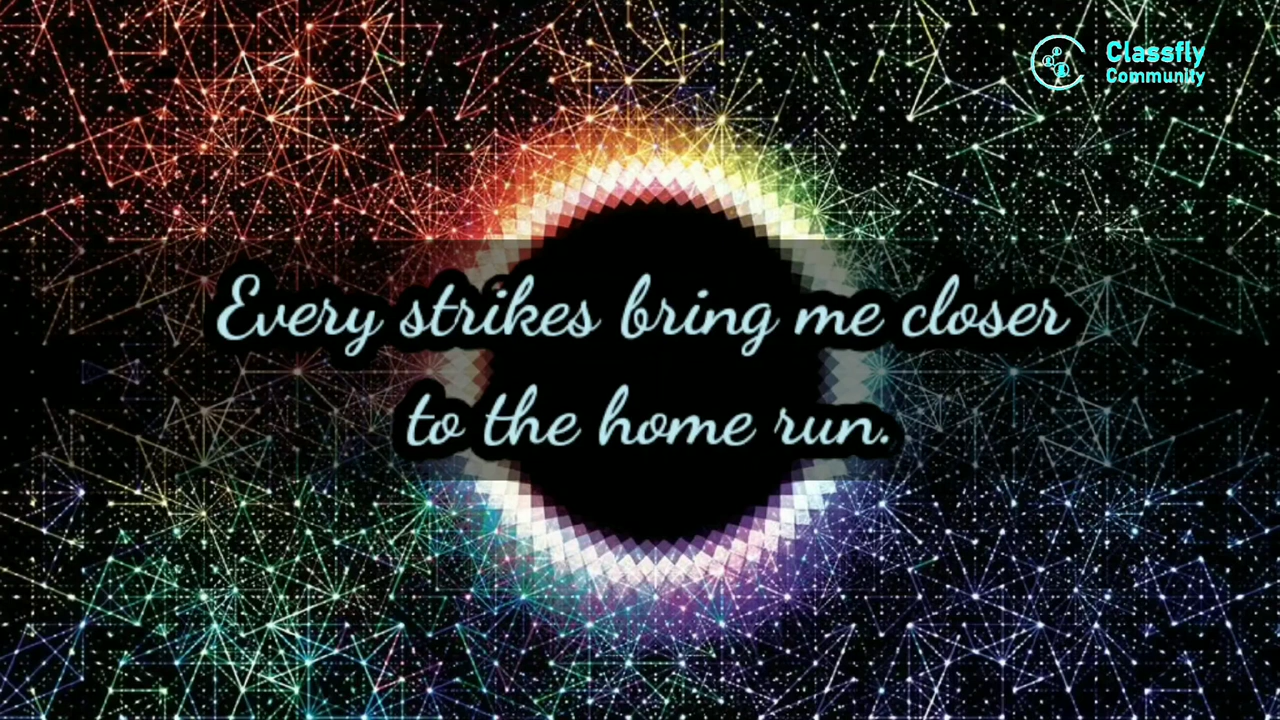 Classfly
Community
Every strikes bring me closer
to the home run.